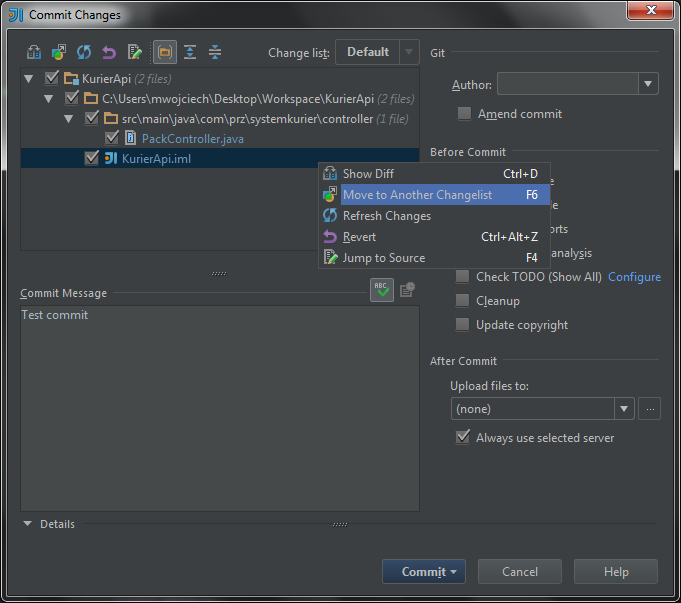 Commit Changes
Change list: Default
KurierApi (2 files)
C:\Users\mwojciech\Desktop\Workspace\KurierApi (2 files)
src\main\java\com\prz\systemkurier\controller (1 file)
PackController.java
KurierApi.iml
Show Diff Ctrl+D
Move to Another Changelist F6
Refresh Changes
Revert Ctrl+Alt+Z
Jump to Source F4
Commit Message
ABC
Test commit
Details
Git
Author:
Amend commit
Before Commit
e
e
orts
analysis
Check TODO (Show All) Configure
Cleanup
Update copyright
After Commit
Upload files to:
(none) ...
Always use selected server
Commit Cancel Help